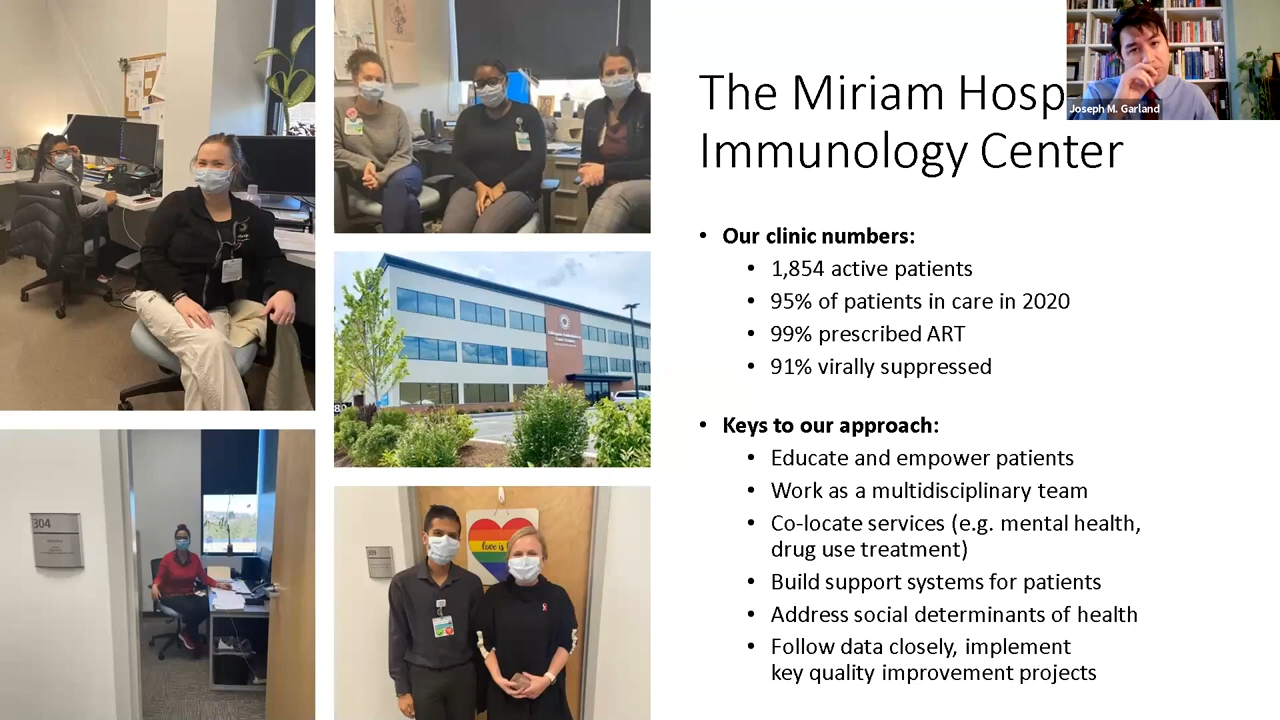 The Miriam Hosp
Immunology Center
Joseph M. Garland
• Our clinic numbers:
• 1,854 active patients
• 95% of patients in care in 2020
• 99% prescribed ART
• 91% virally suppressed
• Keys to our approach:
• Educate and empower patients
• Work as a multidisciplinary team
• Co-locate services (e.g. mental health,
drug use treatment)
• Build support systems for patients
• Address social determinants of health
• Follow data closely, implement
key quality improvement projects
304
love is